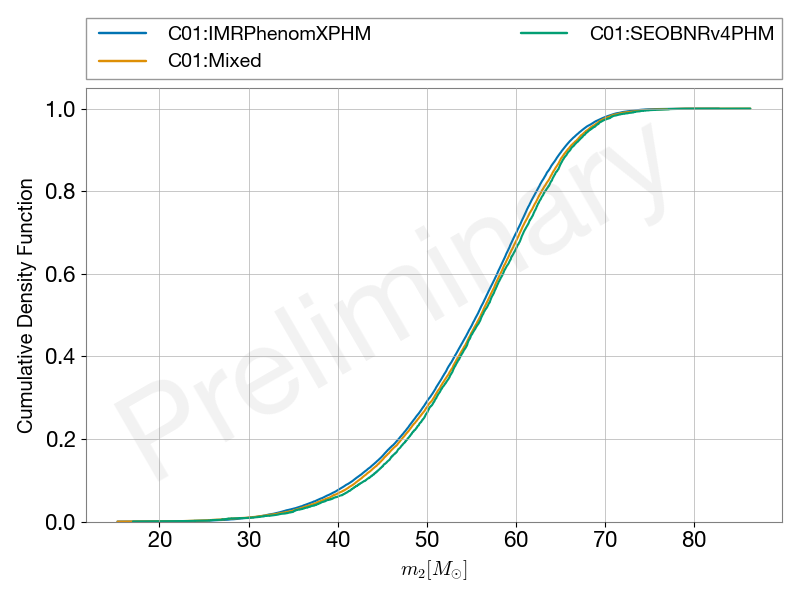 C01:IMRPhenomXPHM
C01:Mixed
C01:SEOBNRv4PHM
Preliminary
Cumulative Density Function
1.0
0.8
0.6
0.4
0.2
0.0
20 30 40 50 60 70 80
m₂[M☉]